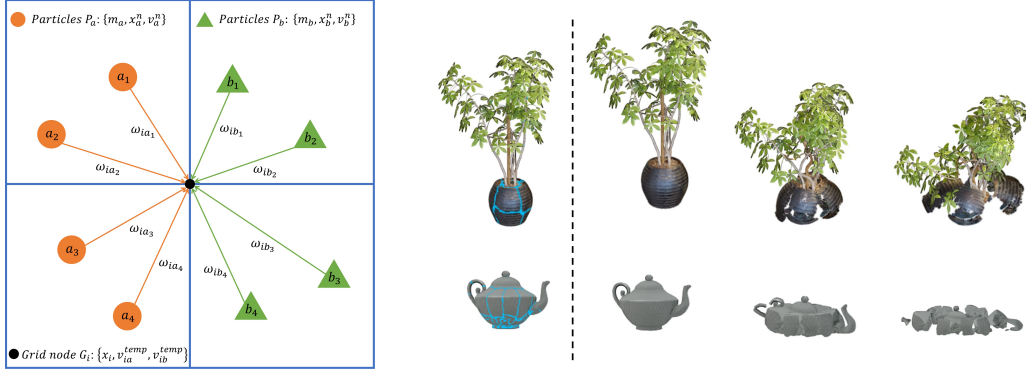 Particles P_a: {m_a, x_a^n, v_a^n}
Particles P_b: {m_b, x_b^n, v_b^n}
a_1
b_1
ω_{ia_1}
ω_{ib_1}
a_2
b_2
ω_{ia_2}
ω_{ib_2}
ω_{ia_3}
ω_{ib_3}
a_3
ω_{ia_4}
ω_{ib_4}
b_3
a_4
b_4
Grid node G_i: {x_i, v_{ia}^{temp}, v_{ib}^{temp}}